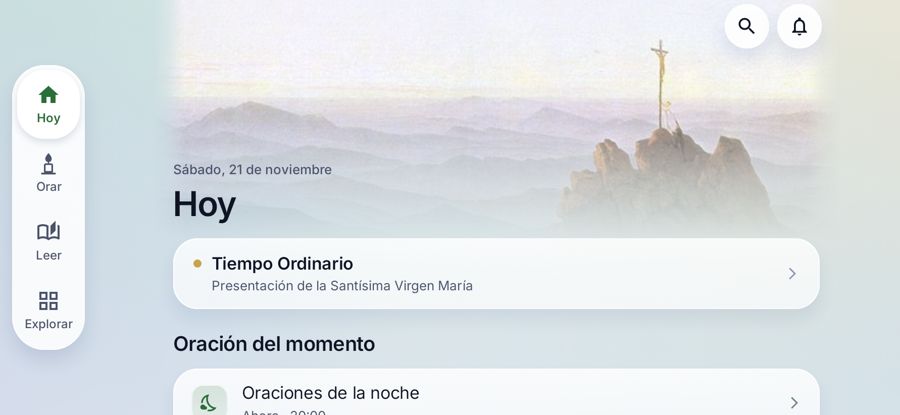 Hoy
Orar
Leer
Explorar
Sábado, 21 de noviembre
Hoy
Tiempo Ordinario
Presentación de la Santísima Virgen María
Oración del momento
Oraciones de la noche